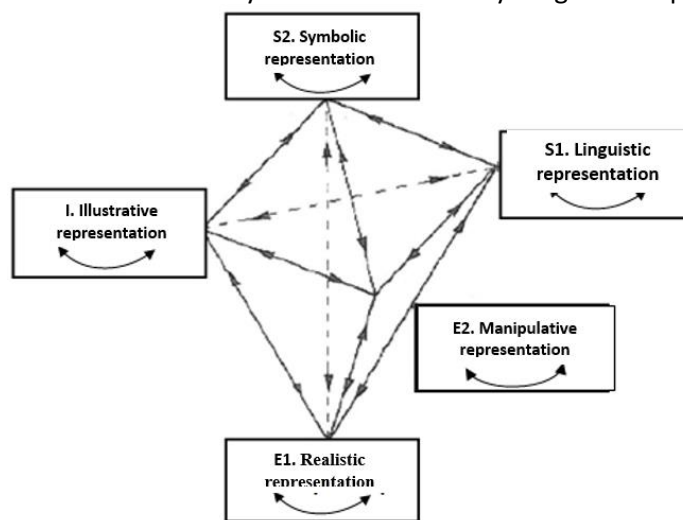 S2. Symbolic
representation
S1. Linguistic
representation
I. Illustrative
representation
E2. Manipulative
representation
E1. Realistic
representation